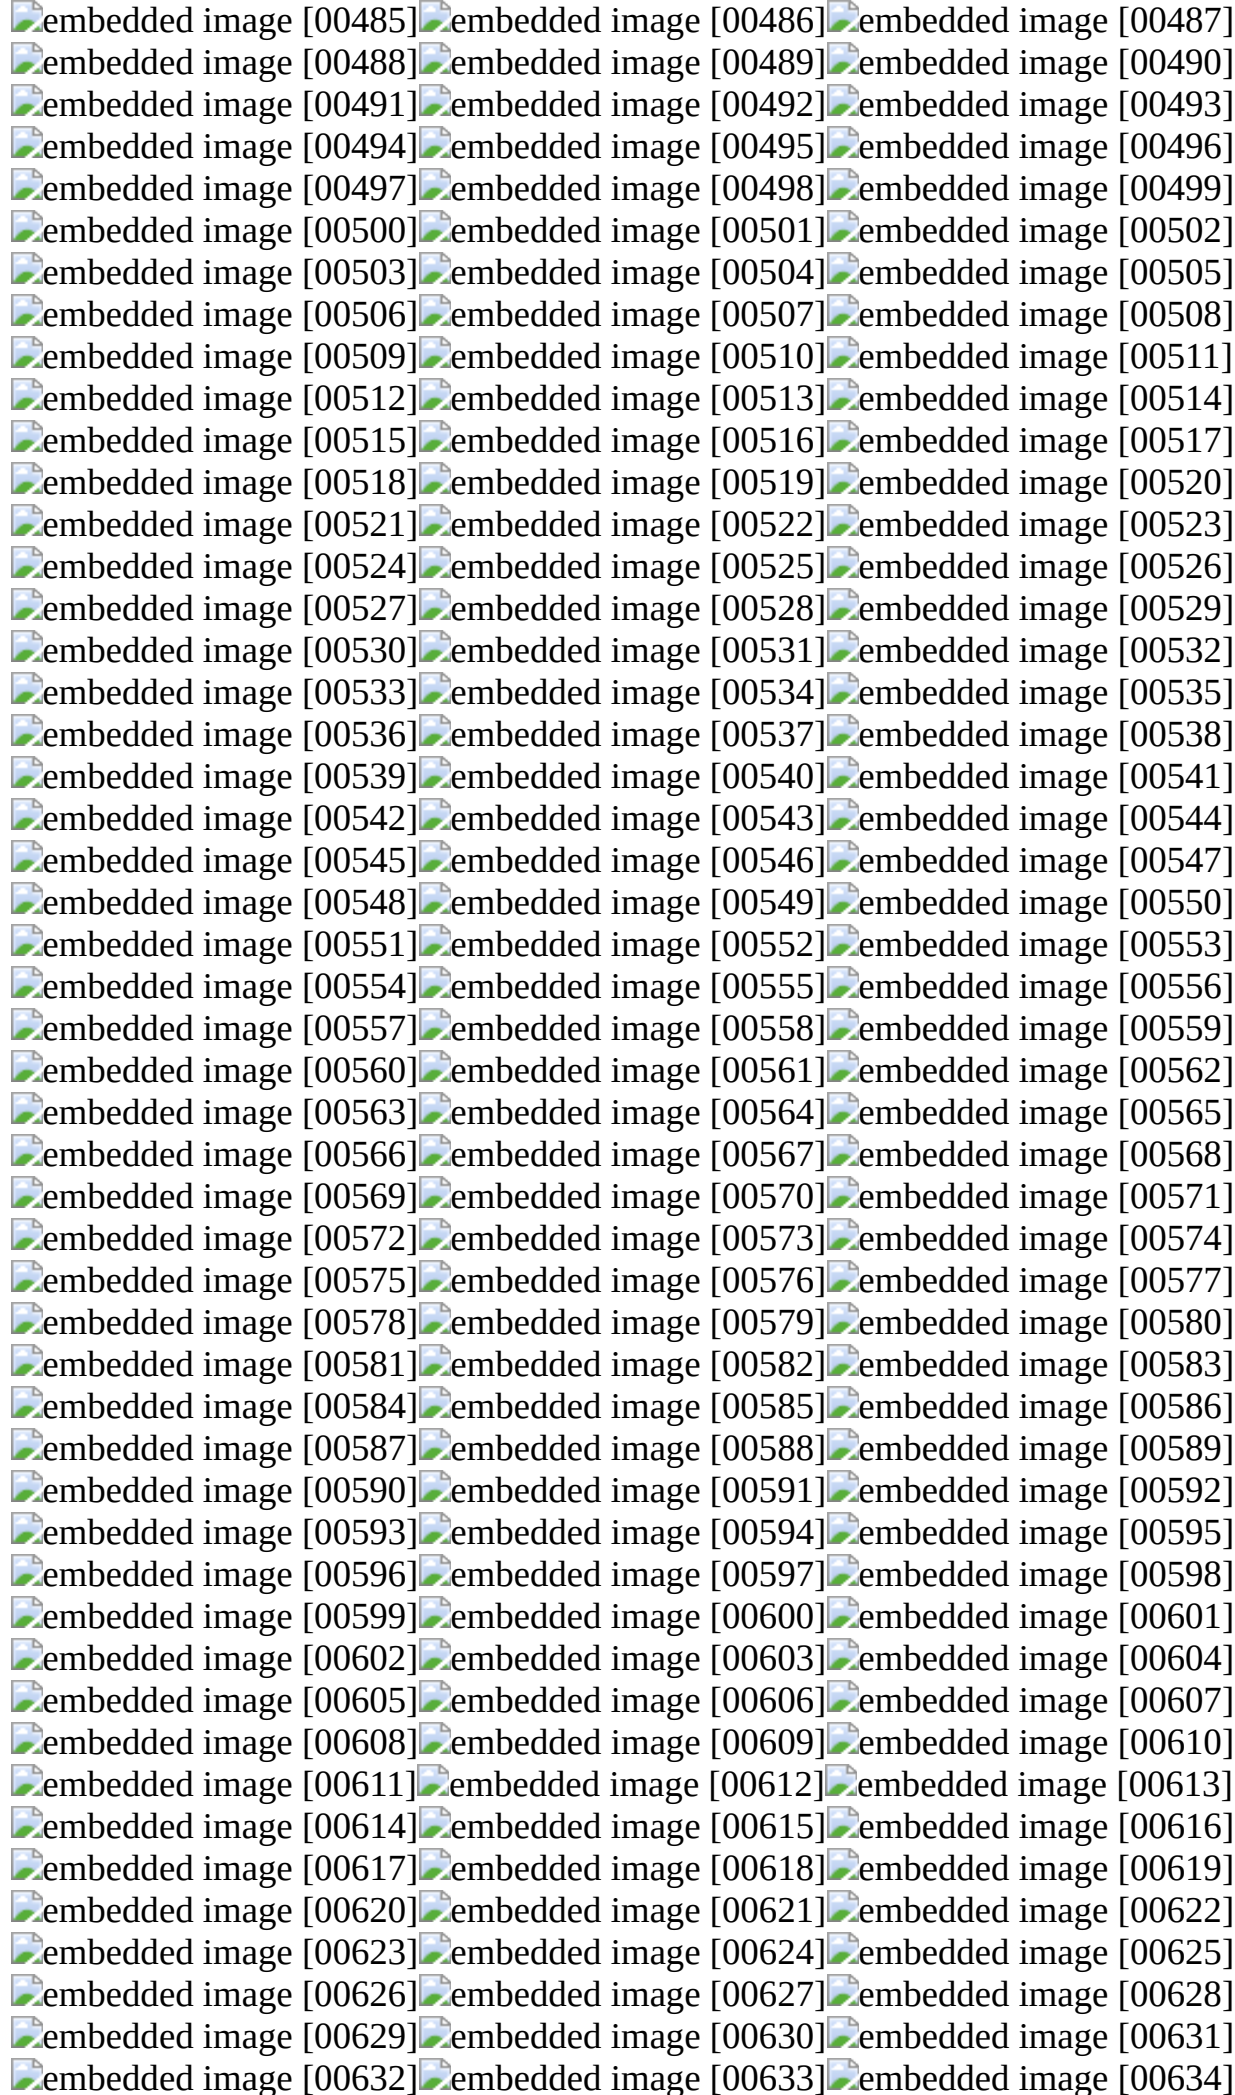 embedded image [00485]embedded image [00486]embedded image [00487]
embedded image [00488]embedded image [00489]embedded image [00490]
embedded image [00491]embedded image [00492]embedded image [00493]
embedded image [00494]embedded image [00495]embedded image [00496]
embedded image [00497]embedded image [00498]embedded image [00499]
embedded image [00500]embedded image [00501]embedded image [00502]
embedded image [00503]embedded image [00504]embedded image [00505]
embedded image [00506]embedded image [00507]embedded image [00508]
embedded image [00509]embedded image [00510]embedded image [00511]
embedded image [00512]embedded image [00513]embedded image [00514]
embedded image [00515]embedded image [00516]embedded image [00517]
embedded image [00518]embedded image [00519]embedded image [00520]
embedded image [00521]embedded image [00522]embedded image [00523]
embedded image [00524]embedded image [00525]embedded image [00526]
embedded image [00527]embedded image [00528]embedded image [00529]
embedded image [00530]embedded image [00531]embedded image [00532]
embedded image [00533]embedded image [00534]embedded image [00535]
embedded image [00536]embedded image [00537]embedded image [00538]
embedded image [00539]embedded image [00540]embedded image [00541]
embedded image [00542]embedded image [00543]embedded image [00544]
embedded image [00545]embedded image [00546]embedded image [00547]
embedded image [00548]embedded image [00549]embedded image [00550]
embedded image [00551]embedded image [00552]embedded image [00553]
embedded image [00554]embedded image [00555]embedded image [00556]
embedded image [00557]embedded image [00558]embedded image [00559]
embedded image [00560]embedded image [00561]embedded image [00562]
embedded image [00563]embedded image [00564]embedded image [00565]
embedded image [00566]embedded image [00567]embedded image [00568]
embedded image [00569]embedded image [00570]embedded image [00571]
embedded image [00572]embedded image [00573]embedded image [00574]
embedded image [00575]embedded image [00576]embedded image [00577]
embedded image [00578]embedded image [00579]embedded image [00580]
embedded image [00581]embedded image [00582]embedded image [00583]
embedded image [00584]embedded image [00585]embedded image [00586]
embedded image [00587]embedded image [00588]embedded image [00589]
embedded image [00590]embedded image [00591]embedded image [00592]
embedded image [00593]embedded image [00594]embedded image [00595]
embedded image [00596]embedded image [00597]embedded image [00598]
embedded image [00599]embedded image [00600]embedded image [00601]
embedded image [00602]embedded image [00603]embedded image [00604]
embedded image [00605]embedded image [00606]embedded image [00607]
embedded image [00608]embedded image [00609]embedded image [00610]
embedded image [00611]embedded image [00612]embedded image [00613]
embedded image [00614]embedded image [00615]embedded image [00616]
embedded image [00617]embedded image [00618]embedded image [00619]
embedded image [00620]embedded image [00621]embedded image [00622]
embedded image [00623]embedded image [00624]embedded image [00625]
embedded image [00626]embedded image [00627]embedded image [00628]
embedded image [00629]embedded image [00630]embedded image [00631]
embedded image [00632]embedded image [00633]embedded image [00634]